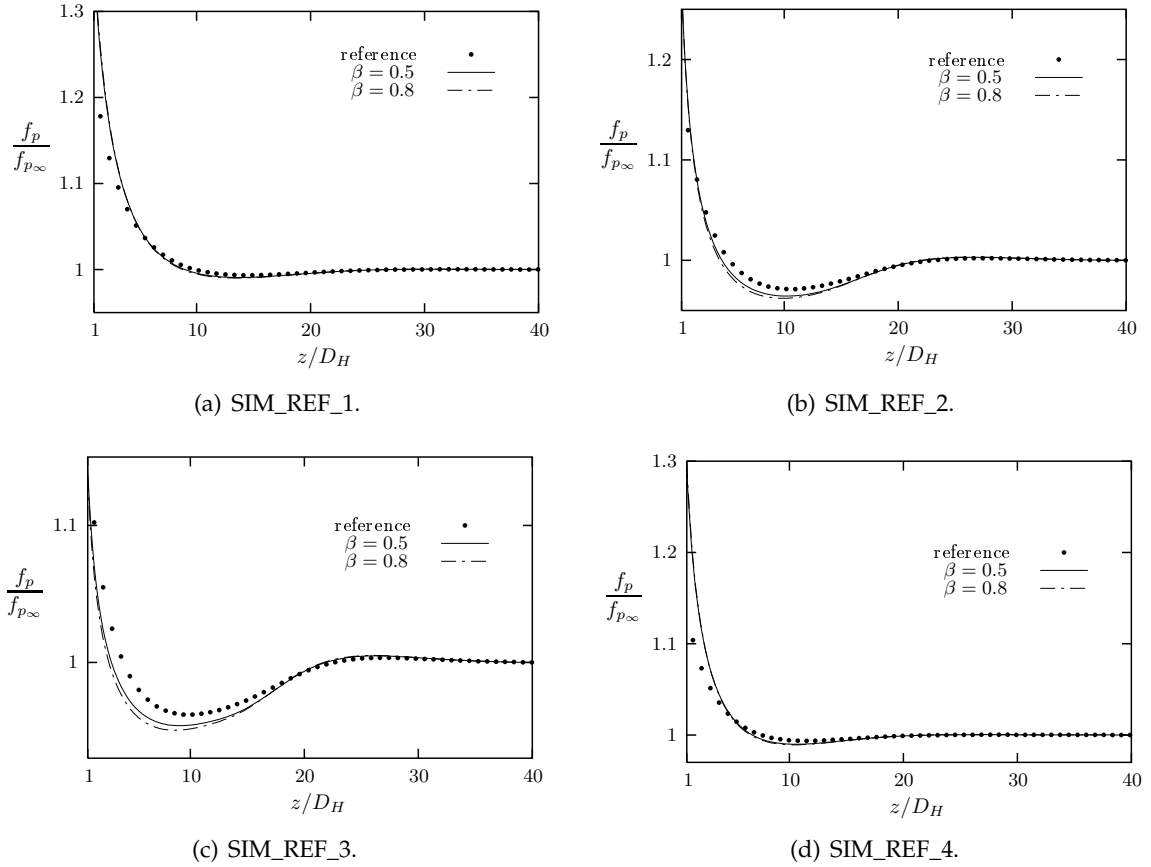 1.3
1.2
1.1
1
f_p
f_{p∞}
reference
β = 0.5
β = 0.8
1 10 20 30 40
z/D_H
(a) SIM_REF_1.
1.2
1.1
1
f_p
f_{p∞}
reference
β = 0.5
β = 0.8
1 10 20 30 40
z/D_H
(b) SIM_REF_2.
1.1
1
f_p
f_{p∞}
reference
β = 0.5
β = 0.8
1 10 20 30 40
z/D_H
(c) SIM_REF_3.
1.3
1.2
1.1
1
f_p
f_{p∞}
reference
β = 0.5
β = 0.8
1 10 20 30 40
z/D_H
(d) SIM_REF_4.